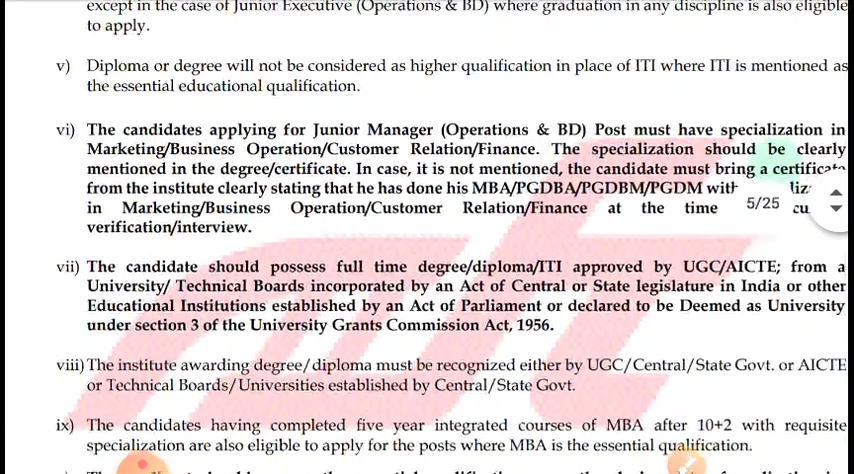 except in the case of Junior Executive (Operations & BD) where graduation in any discipline is also eligible
to apply.
v) Diploma or degree will not be considered as higher qualification in place of ITI where ITI is mentioned as
the essential educational qualification.
vi) The candidates applying for Junior Manager (Operations & BD) Post must have specialization in
Marketing/Business Operation/Customer Relation/Finance. The specialization should be clearly
mentioned in the degree/certificate. In case, it is not mentioned, the candidate must bring a certificate
from the institute clearly stating that he has done his MBA/PGDBA/PGDBM/PGDM with
in Marketing/Business Operation/Customer Relation/Finance at the time
5/25
verification/interview.
vii) The candidate should possess full time degree/diploma/ITI approved by UGC/AICTE; from a
University/ Technical Boards incorporated by an Act of Central or State legislature in India or other
Educational Institutions established by an Act of Parliament or declared to be Deemed as University
under section 3 of the University Grants Commission Act, 1956.
viii) The institute awarding degree/diploma must be recognized either by UGC/Central/State Govt. or AICTE
or Technical Boards/Universities established by Central/State Govt.
ix) The candidates having completed five year integrated courses of MBA after 10+2 with requisite
specialization are also eligible to apply for the posts where MBA is the essential qualification.